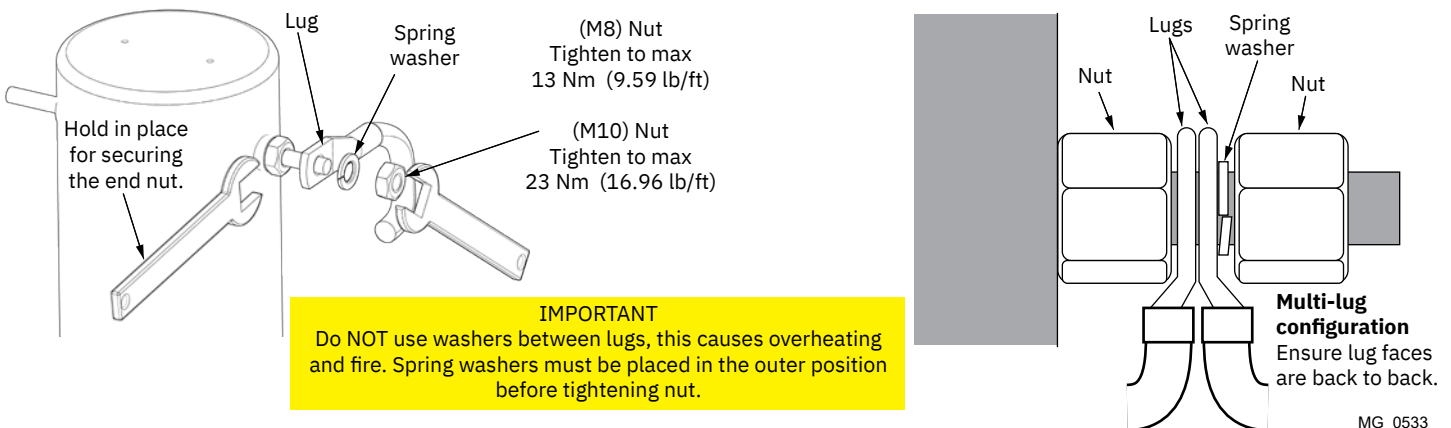 Lug
Spring
washer
(M8) Nut
Tighten to max
13 Nm  (9.59 lb/ft)
(M10) Nut
Tighten to max
23 Nm  (16.96 lb/ft)
Hold in place
for securing
the end nut.
IMPORTANT
Do NOT use washers between lugs, this causes overheating
and fire. Spring washers must be placed in the outer position
before tightening nut.
Lugs
Spring
washer
Nut
Nut
Multi-lug
configuration
Ensure lug faces
are back to back.
MG_0533